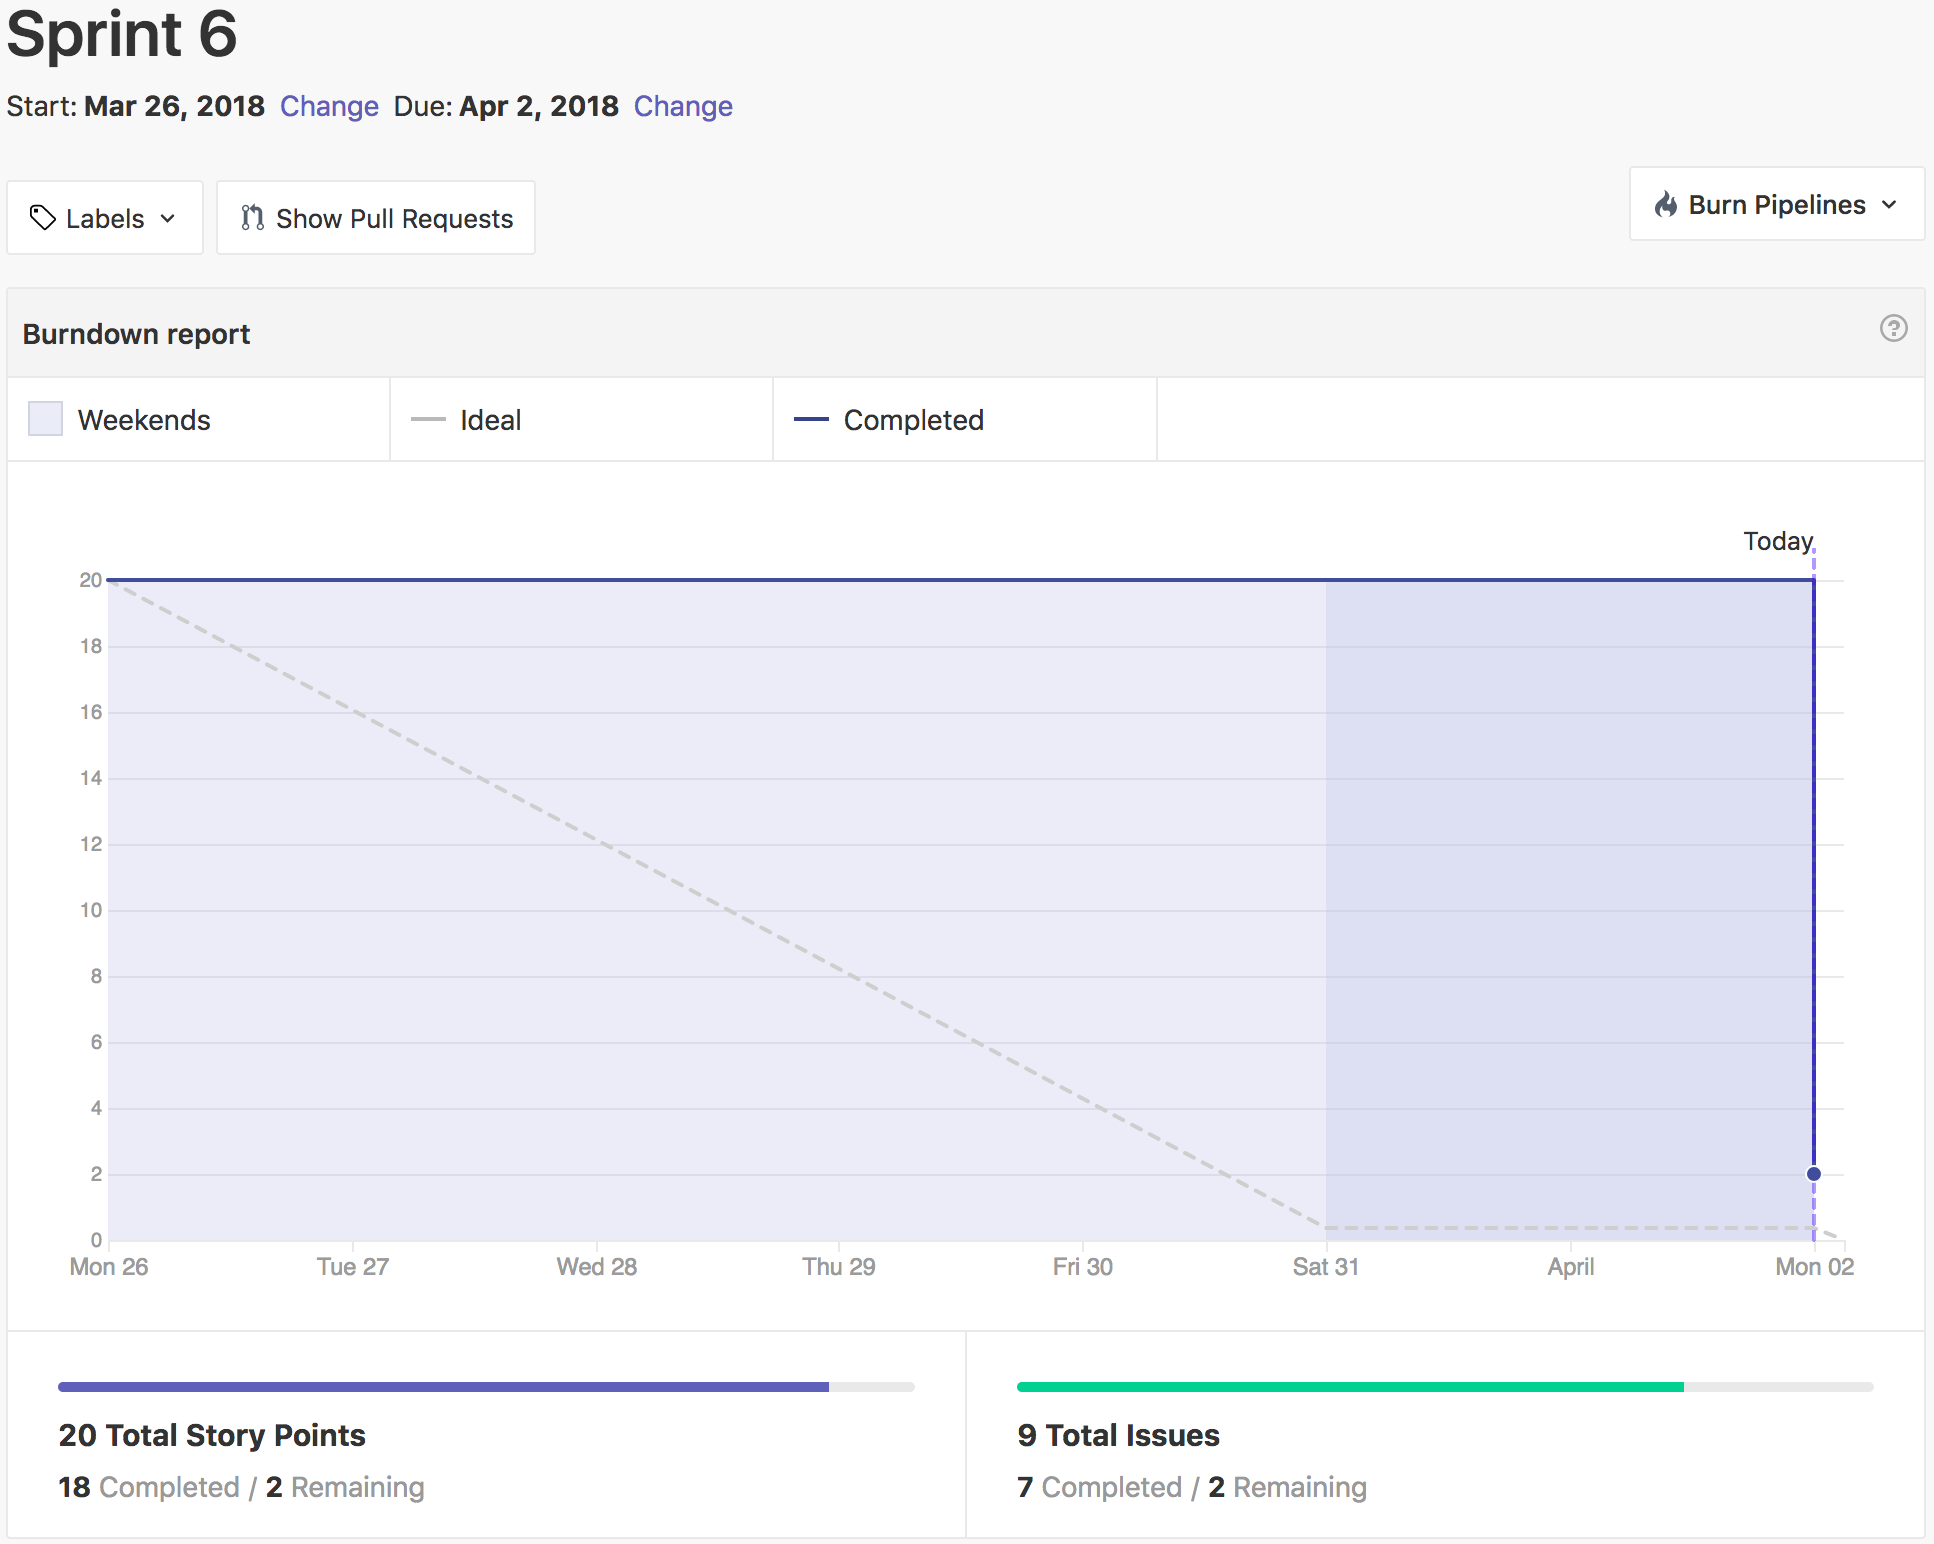 Sprint 6
Start: Mar 26, 2018 Change Due: Apr 2, 2018 Change
Labels
Show Pull Requests
Burn Pipelines
Burndown report
?
Weekends
Ideal
Completed
Today
20
18
16
14
12
10
8
6
4
2
0
Mon 26
Tue 27
Wed 28
Thu 29
Fri 30
Sat 31
April
Mon 02
20 Total Story Points
18 Completed / 2 Remaining
9 Total Issues
7 Completed / 2 Remaining